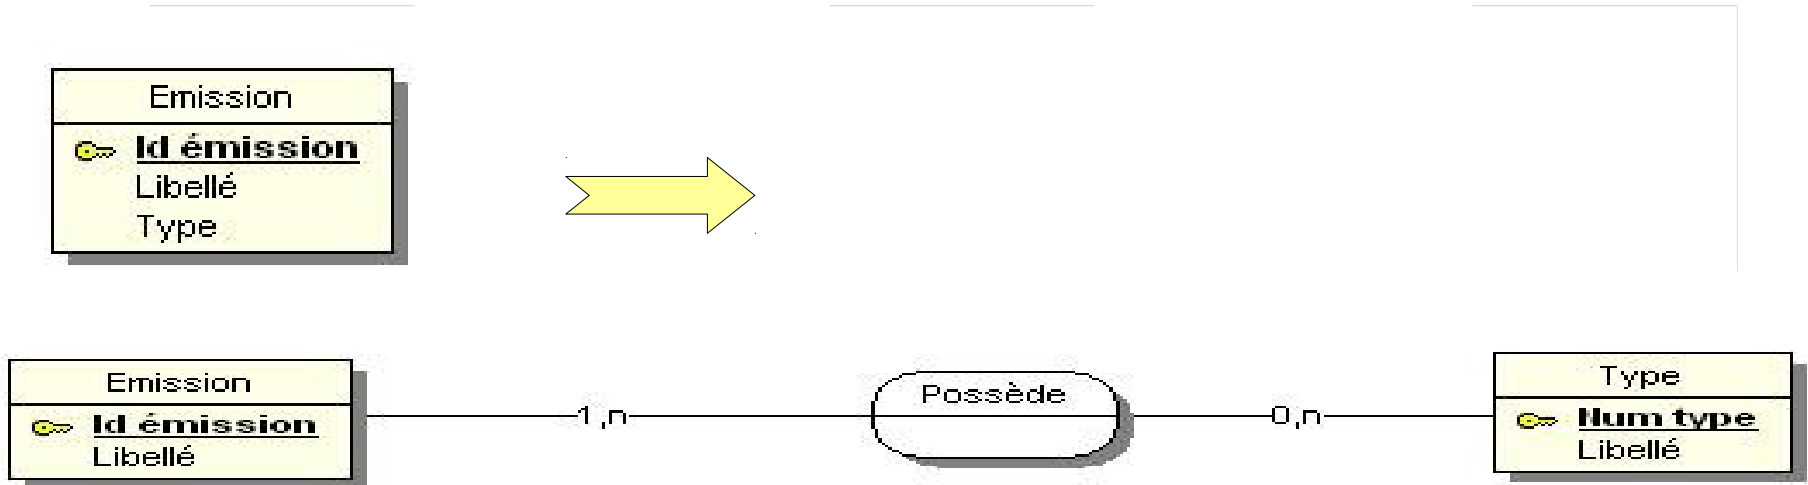 Emission
Id émission
Libellé
Type
Emission
Id émission
Libellé
1,n
Possède
0,n
Type
Num type
Libellé